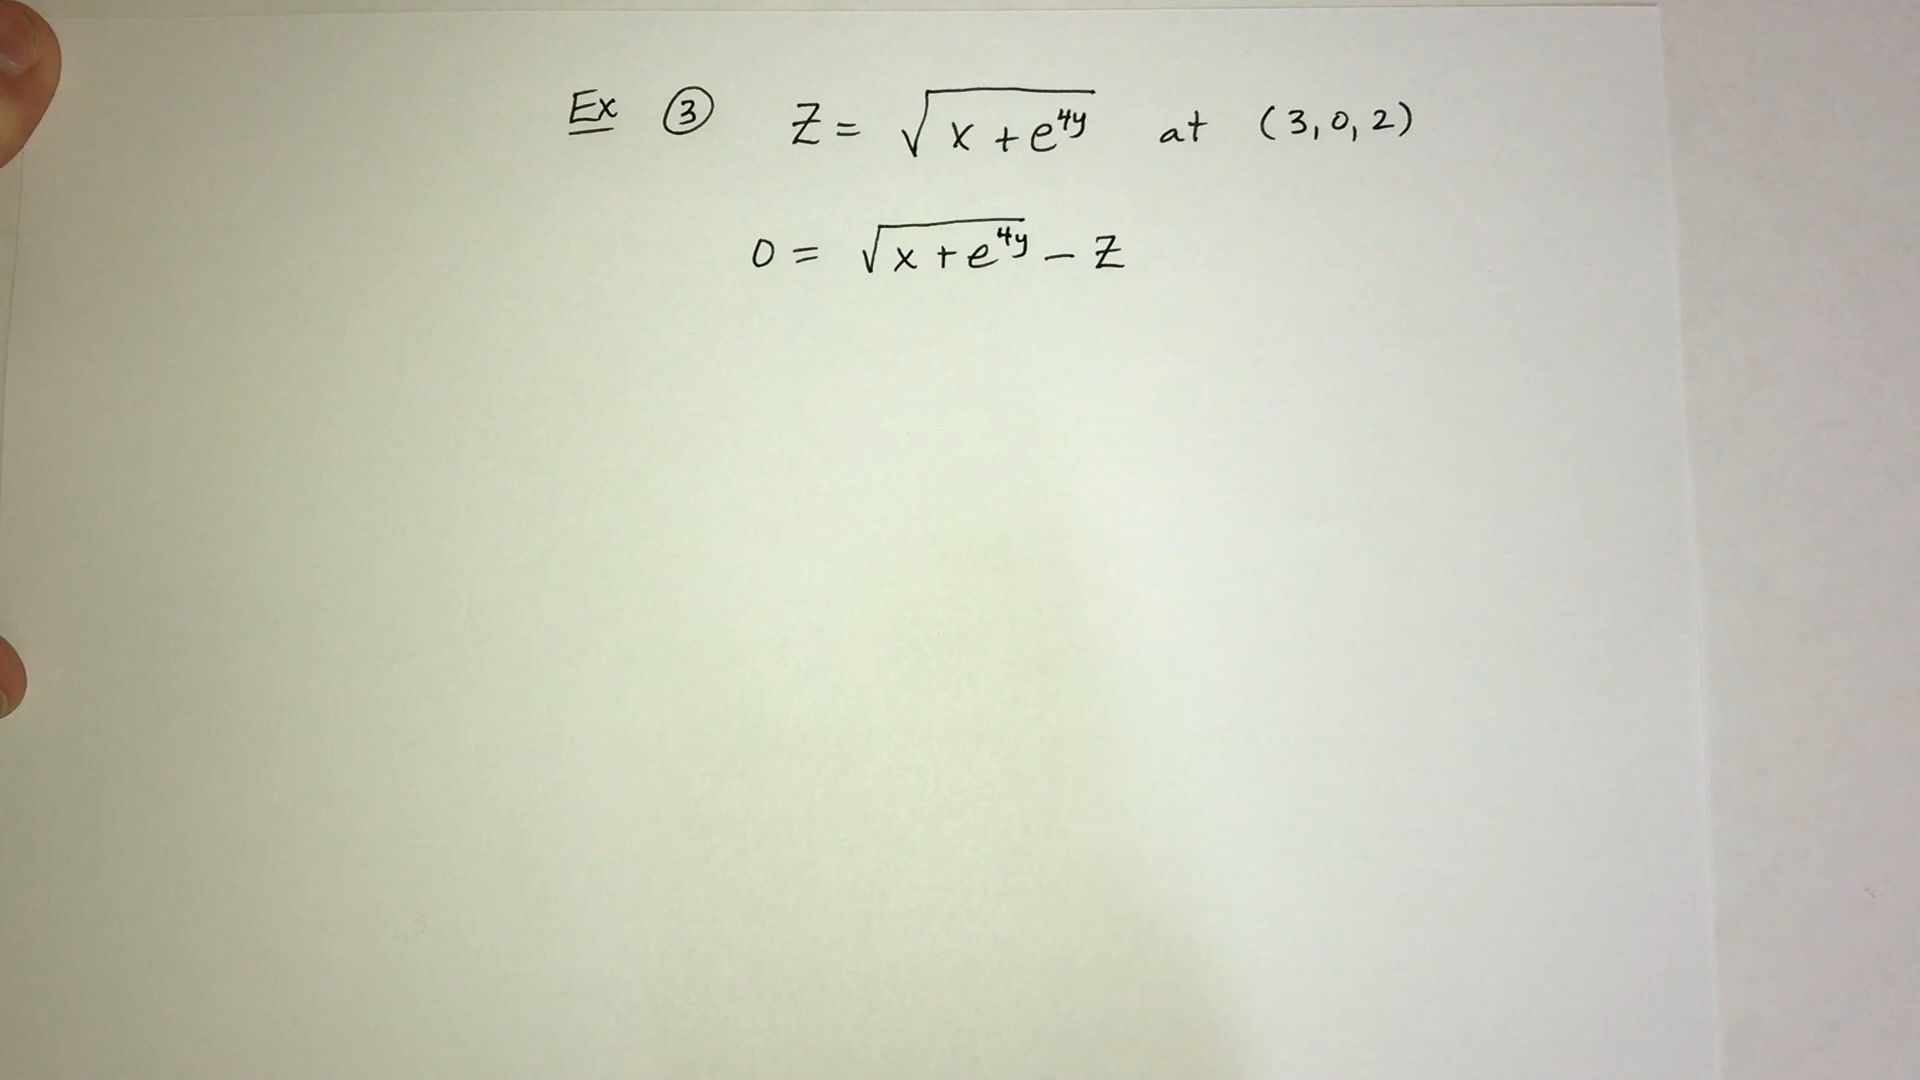 Ex ③ z = √(x + e^{4y}) at (3, 0, 2)
0 = √(x + e^{4y}) - z